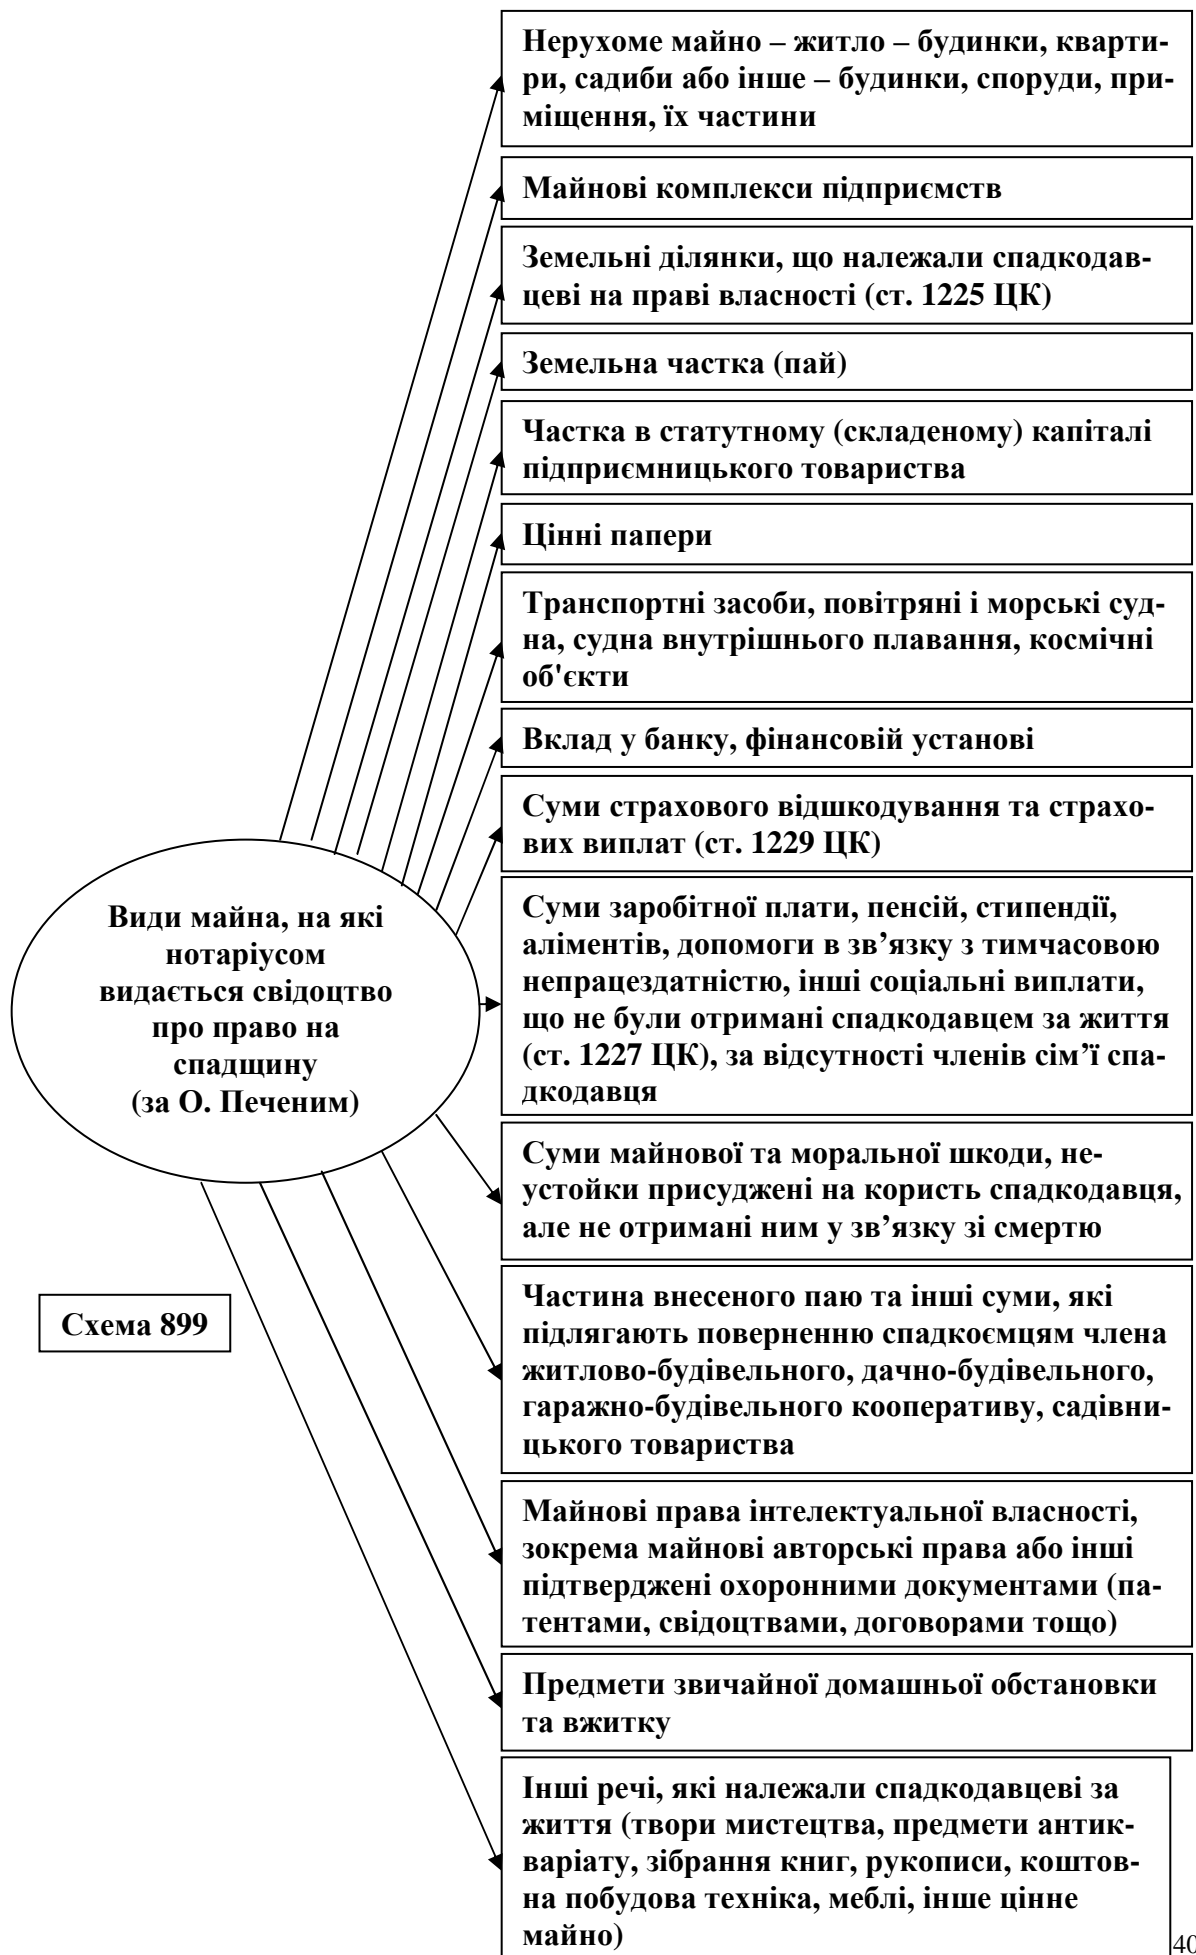 Нерухоме майно – житло – будинки, кварти-
ри, садиби або інше – будинки, споруди, при-
міщення, їх частини
Майнові комплекси підприємств
Земельні ділянки, що належали спадкодав-
цеві на праві власності (ст. 1225 ЦК)
Земельна частка (пай)
Частка в статутному (складеному) капіталі
підприємницького товариства
Цінні папери
Транспортні засоби, повітряні і морські суд-
на, судна внутрішнього плавання, космічні
об'єкти
Вклад у банку, фінансовій установі
Суми страхового відшкодування та страхо-
вих виплат (ст. 1229 ЦК)
Види майна, на які
нотаріусом
видається свідоцтво
про право на
спадщину
(за О. Печеним)
Суми заробітної плати, пенсій, стипендії,
аліментів, допомоги в зв’язку з тимчасовою
непрацездатністю, інші соціальні виплати,
що не були отримані спадкодавцем за життя
(ст. 1227 ЦК), за відсутності членів сім’ї спа-
дкодавця
Суми майнової та моральної шкоди, не-
устойки присуджені на користь спадкодавця,
але не отримані ним у зв’язку зі смертю
Схема 899
Частина внесеного паю та інші суми, які
підлягають поверненню спадкоємцям члена
житлово-будівельного, дачно-будівельного,
гаражно-будівельного кооперативу, садівни-
цького товариства
Майнові права інтелектуальної власності,
зокрема майнові авторські права або інші
підтверджені охоронними документами (па-
тентами, свідоцтвами, договорами тощо)
Предмети звичайної домашньої обстановки
та вжитку
Інші речі, які належали спадкодавцеві за
життя (твори мистецтва, предмети антик-
варіату, зібрання книг, рукописи, коштов-
на побудова техніка, меблі, інше цінне
майно)
40